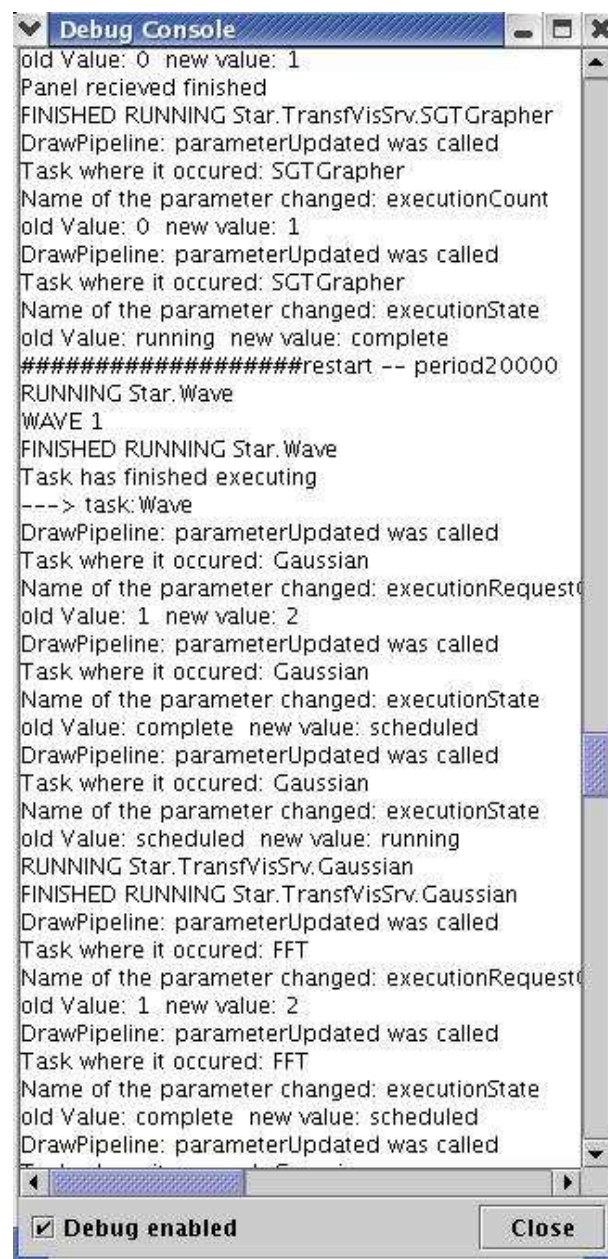 Debug Console
old Value: 0 new value: 1
Panel recieved finished
FINISHED RUNNING Star.TransfVisSrv.SGTGrapher
DrawPipeline: parameterUpdated was called
Task where it occured: SGTGrapher
Name of the parameter changed: executionCount
old Value: 0 new value: 1
DrawPipeline: parameterUpdated was called
Task where it occured: SGTGrapher
Name of the parameter changed: executionState
old Value: running new value: complete
###################restart -- period20000
RUNNING Star.Wave
WAVE 1
FINISHED RUNNING Star.Wave
Task has finished executing
---> task:Wave
DrawPipeline: parameterUpdated was called
Task where it occured: Gaussian
Name of the parameter changed: executionRequest
old Value: 1 new value: 2
DrawPipeline: parameterUpdated was called
Task where it occured: Gaussian
Name of the parameter changed: executionState
old Value: complete new value: scheduled
DrawPipeline: parameterUpdated was called
Task where it occured: Gaussian
Name of the parameter changed: executionState
old Value: scheduled new value: running
RUNNING Star.TransfVisSrv.Gaussian
FINISHED RUNNING Star.TransfVisSrv.Gaussian
DrawPipeline: parameterUpdated was called
Task where it occured: FFT
Name of the parameter changed: executionRequest
old Value: 1 new value: 2
DrawPipeline: parameterUpdated was called
Task where it occured: FFT
Name of the parameter changed: executionState
old Value: complete new value: scheduled
DrawPipeline: parameterUpdated was called
Debug enabled
Close